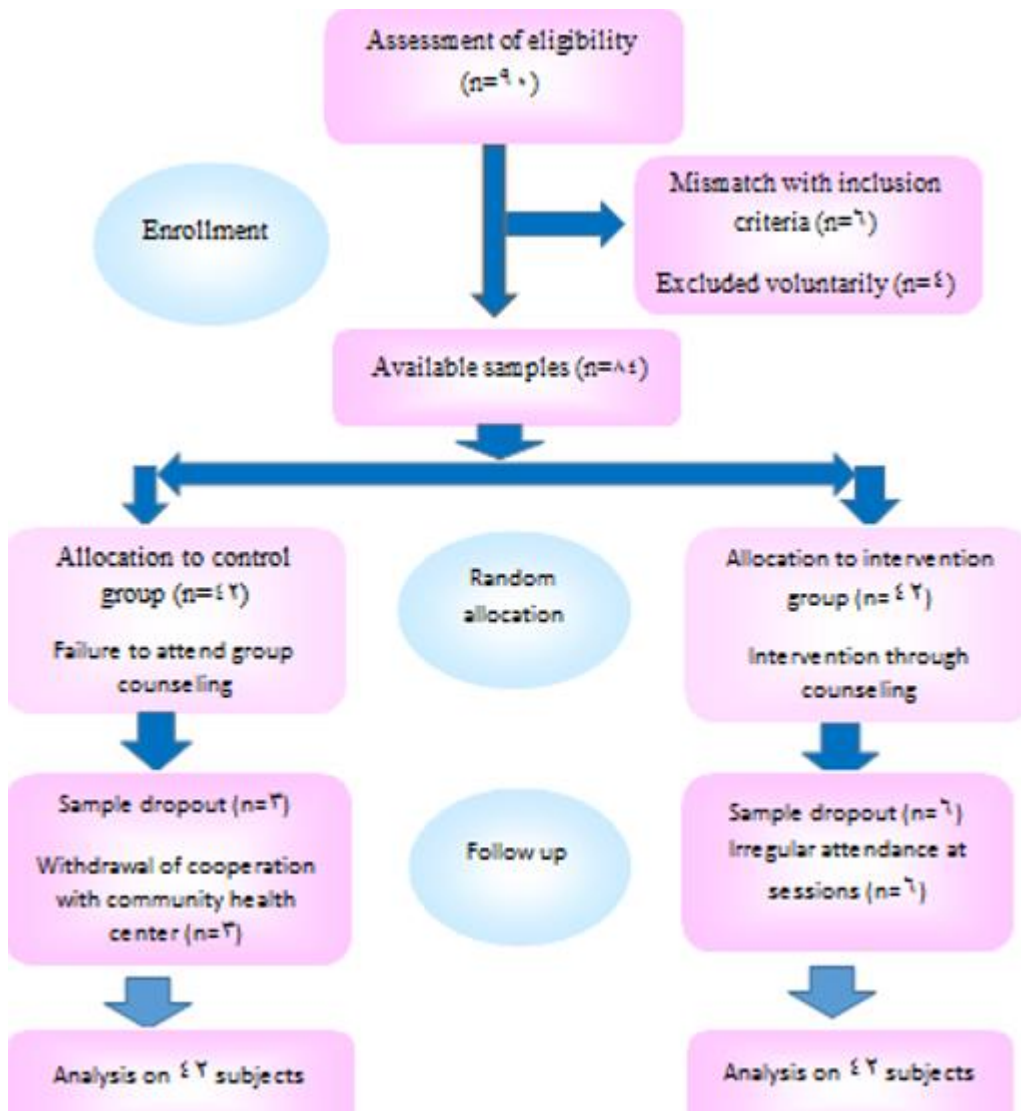 Assessment of eligibility
(n=٩٠)
Mismatch with inclusion
criteria (n=٦)
Excluded voluntarily (n=٤)
Enrollment
Available samples (n=٨٤)
Allocation to control
group (n=٤٢)
Failure to attend group
counseling
Random
allocation
Allocation to intervention
group (n=٤٢)
Intervention through
counseling
Sample dropout (n=٣)
Withdrawal of cooperation
with community health
center (n=٣)
Follow up
Sample dropout (n=٦)
Irregular attendance at
sessions (n=٦)
Analysis on ٤٢ subjects
Analysis on ٤٢ subjects